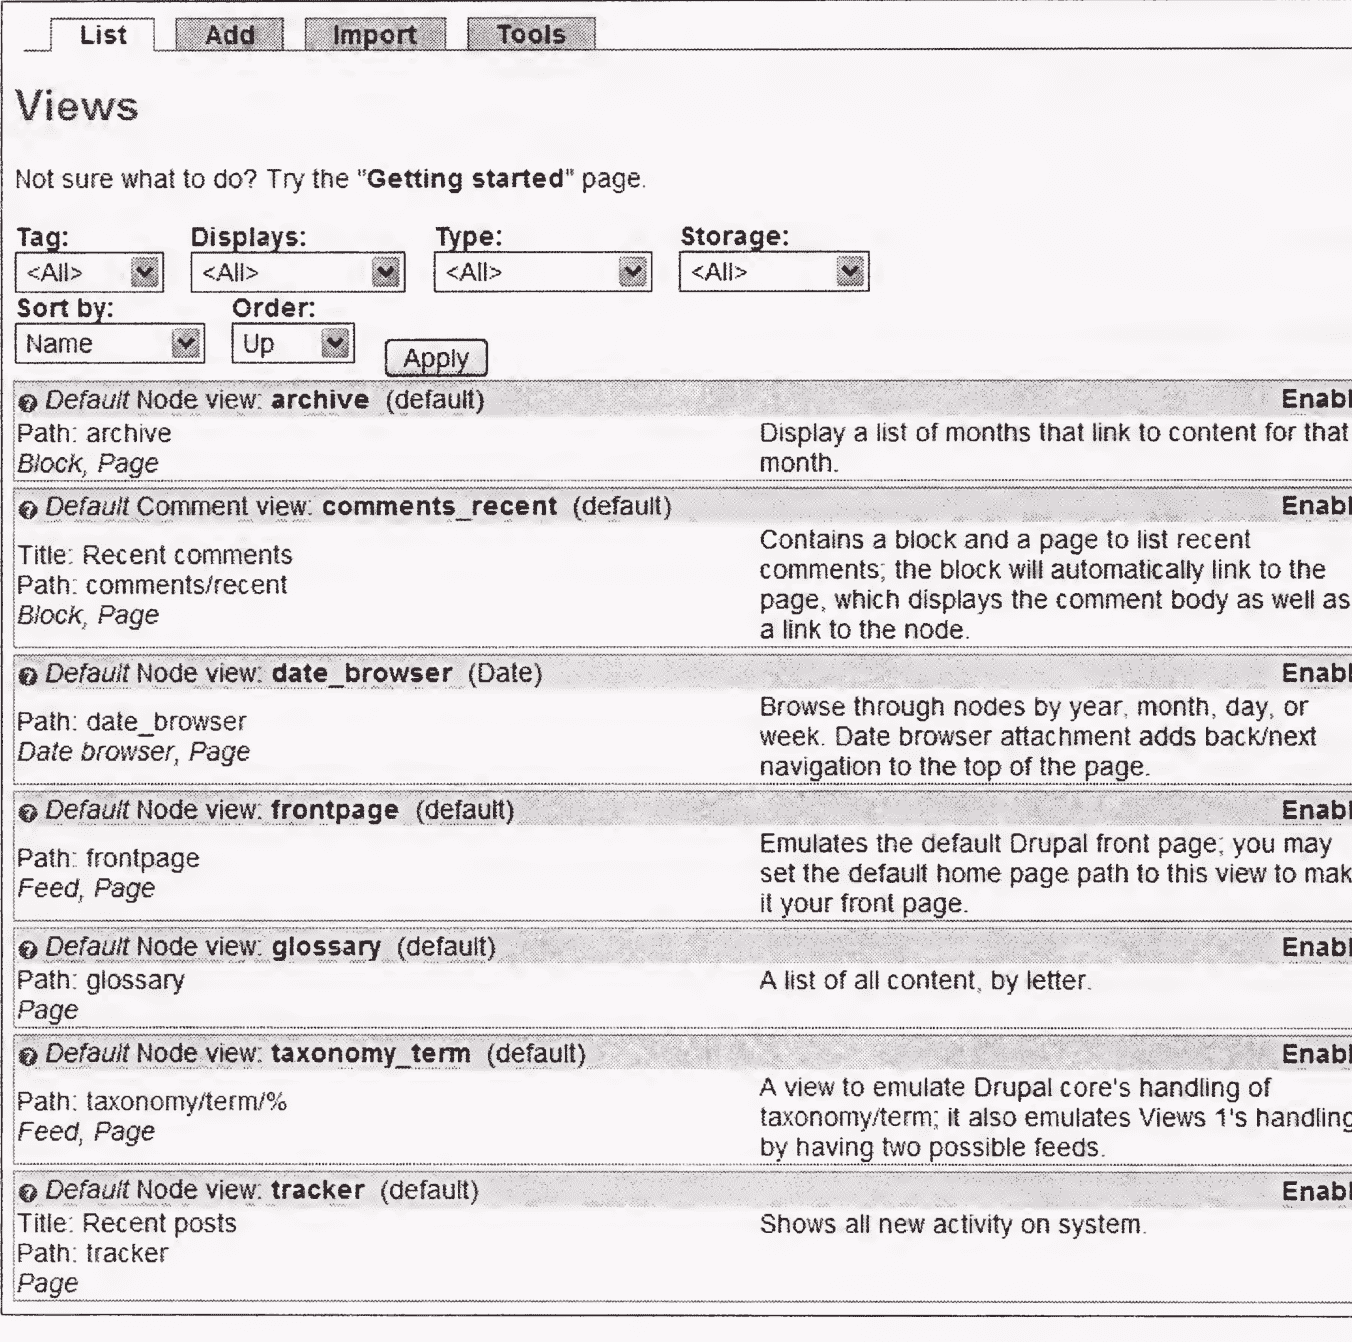 List Add Import Tools
Views
Not sure what to do? Try the "Getting started" page.
Tag: Displays: Type: Storage:
<All> <All> <All> <All>
Sort by: Order:
Name Up Apply
Default Node view: archive (default) Enabl
Path: archive
Block, Page
Display a list of months that link to content for that
month.
Default Comment view: comments_recent (default) Enabl
Title: Recent comments
Path: comments/recent
Block, Page
Contains a block and a page to list recent
comments; the block will automatically link to the
page, which displays the comment body as well as
a link to the node.
Default Node view: date_browser (Date) Enabl
Path: date_browser
Date browser, Page
Browse through nodes by year, month, day, or
week. Date browser attachment adds back/next
navigation to the top of the page.
Default Node view: frontpage (default) Enabl
Path: frontpage
Feed, Page
Emulates the default Drupal front page; you may
set the default home page path to this view to mak
it your front page.
Default Node view: glossary (default) Enabl
Path: glossary
Page
A list of all content, by letter.
Default Node view: taxonomy_term (default) Enabl
Path: taxonomy/term/%
Feed, Page
A view to emulate Drupal core's handling of
taxonomy/term; it also emulates Views 1's handling
by having two possible feeds.
Default Node view: tracker (default) Enabl
Title: Recent posts
Path: tracker
Page
Shows all new activity on system.